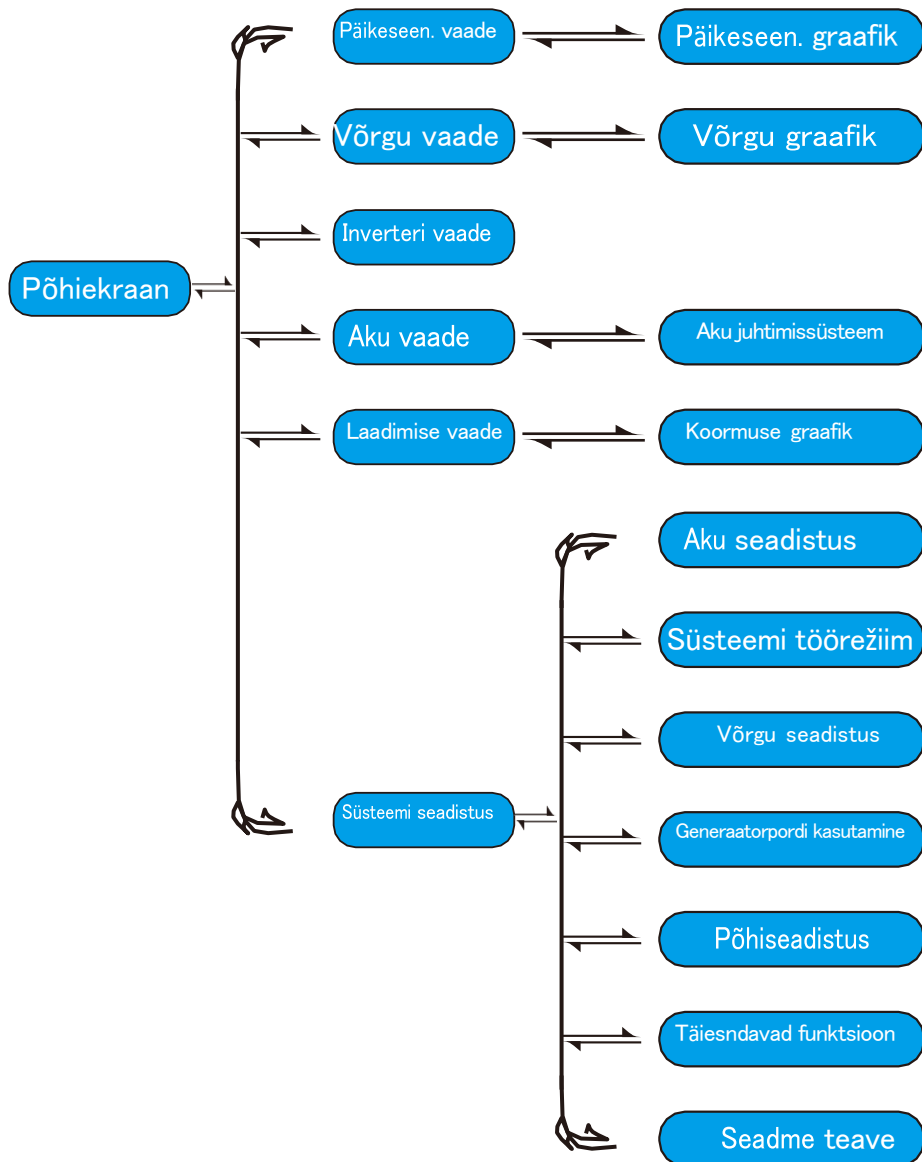 Päikeseen. vaade
Päikeseen. graafik
Võrgu vaade
Võrgu graafik
Inverteri vaade
Põhiekraan
Aku vaade
Aku juhtimissüsteem
Laadimise vaade
Koormuse graafik
Aku seadistus
Süsteemi töörežiim
Võrgu seadistus
Süsteemi seadistus
Generaatorpordi kasutamine
Põhiseadistus
Täiesndavad funktsioon
Seadme teave